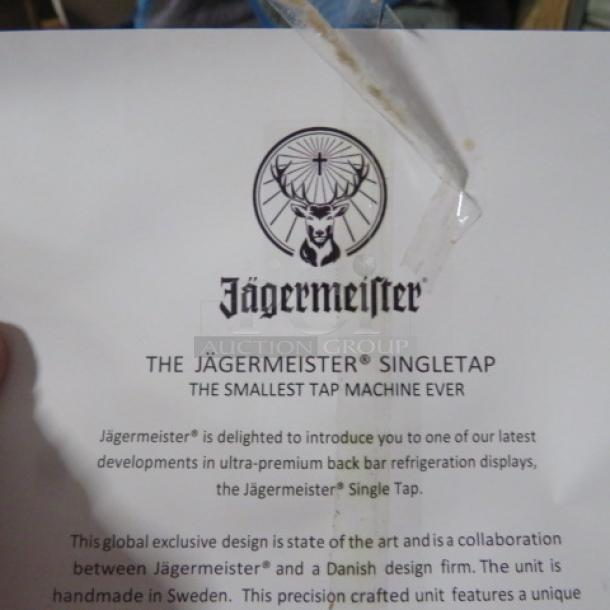 Jägermeiſter®
TCI
AUCTION GROUP
THE JÄGERMEISTER® SINGLETAP
THE SMALLEST TAP MACHINE EVER
Jägermeister® is delighted to introduce you to one of our latest
developments in ultra-premium back bar refrigeration displays,
the Jägermeister® Single Tap.
This global exclusive design is state of the art and is a collaboration
between Jägermeister® and a Danish design firm. The unit is
handmade in Sweden. This precision crafted unit features a unique